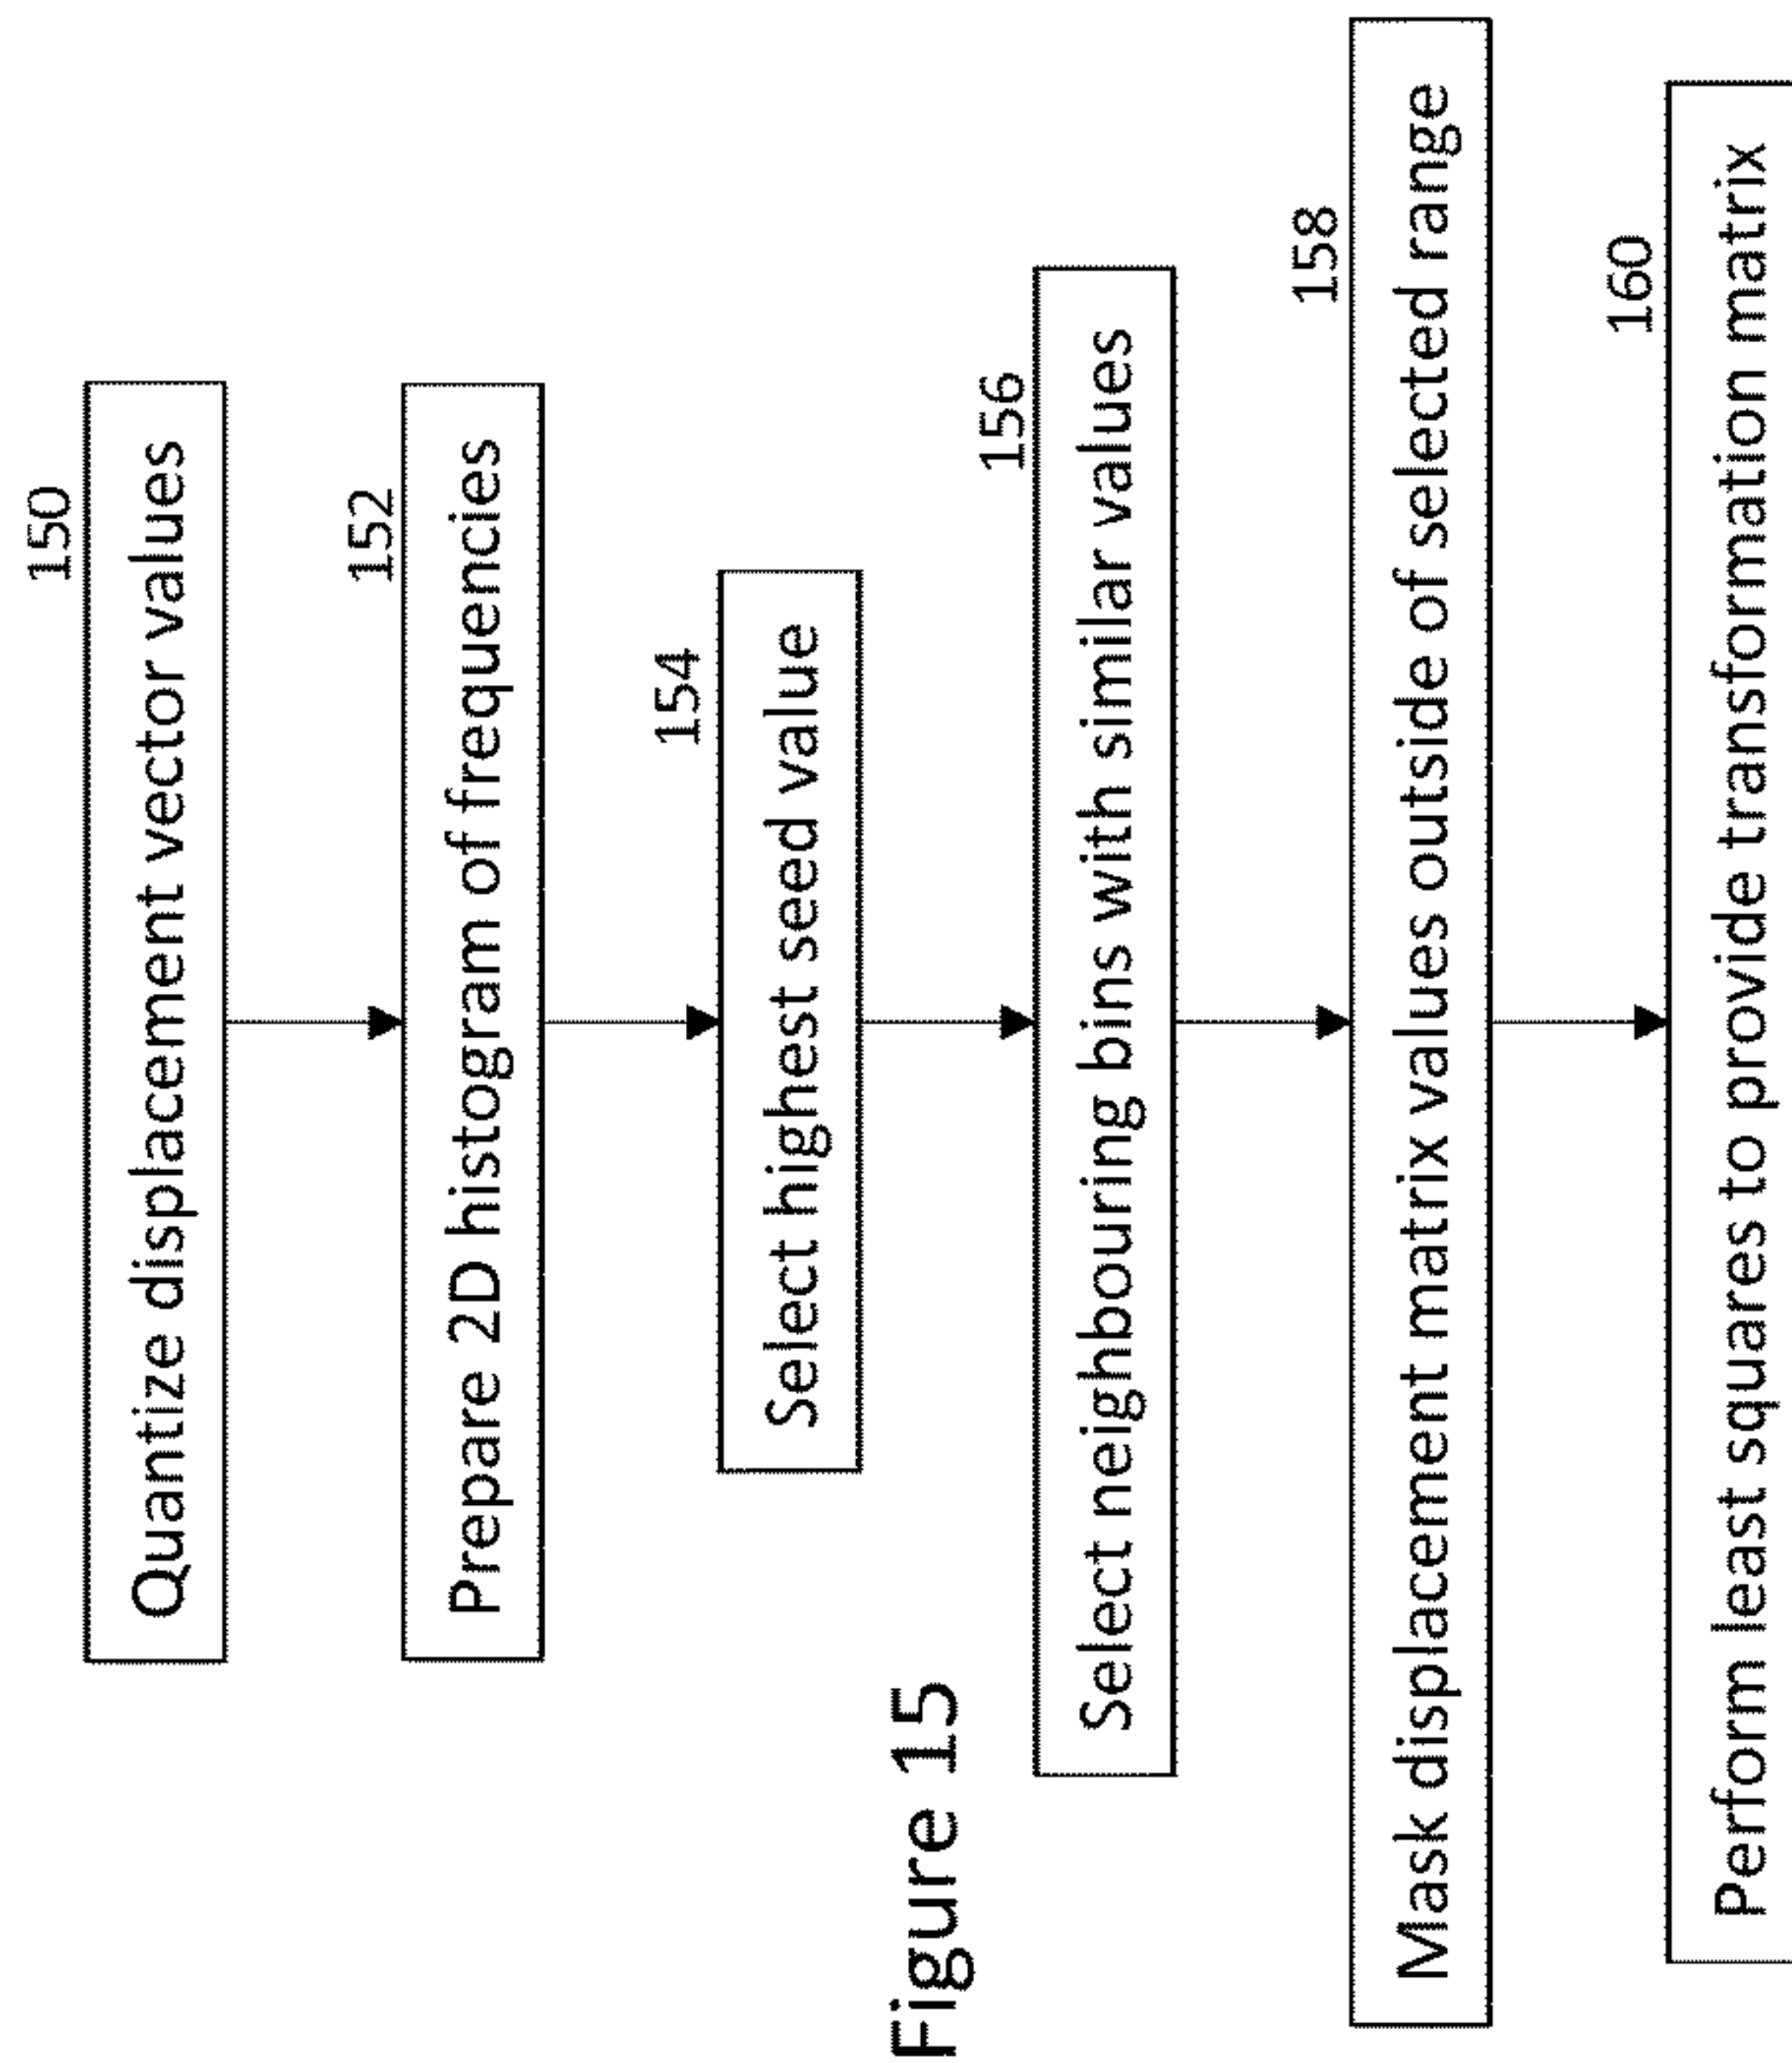 150
Quantize displacement vector values
152
Prepare 2D histogram of frequencies
154
Select highest seed value
156
Select neighbouring bins with similar values
158
Mask displacement matrix values outside of selected range
160
Perform least squares to provide transformation matrix
Figure 15